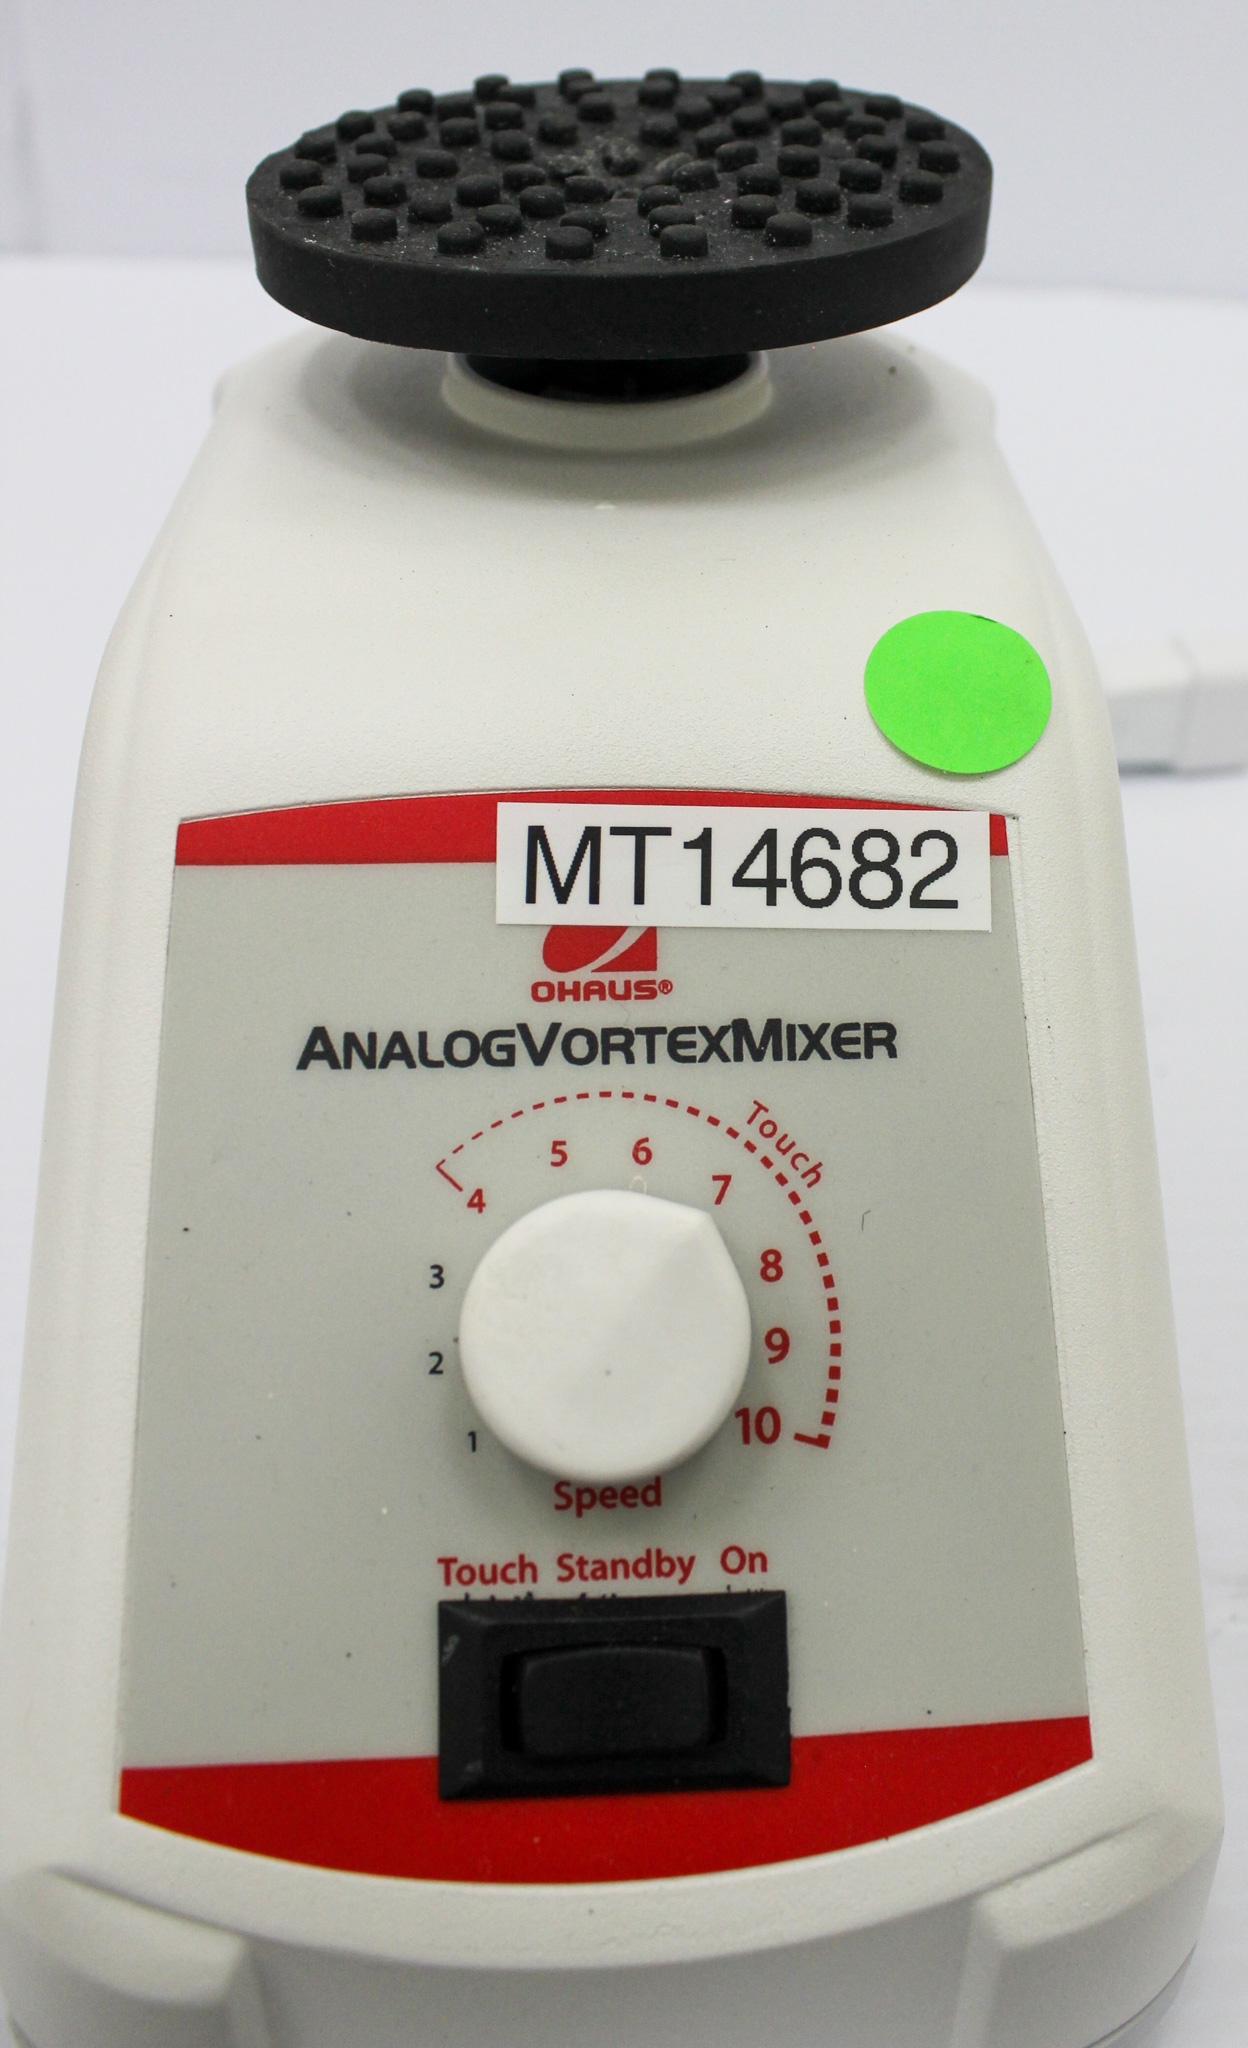 MT14682
OHAUS®
ANALOGVORTEXMIXER
Touch
1 2 3 4 5 6 7 8 9 10
Speed
Touch Standby On